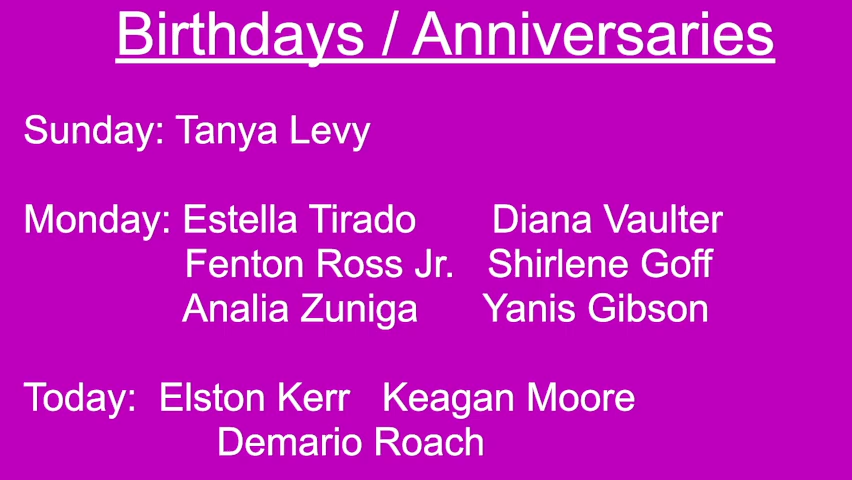 Birthdays / Anniversaries
Sunday: Tanya Levy
Monday: Estella Tirado Diana Vaulter
Fenton Ross Jr. Shirlene Goff
Analia Zuniga Yanis Gibson
Today: Elston Kerr Keagan Moore
Demario Roach